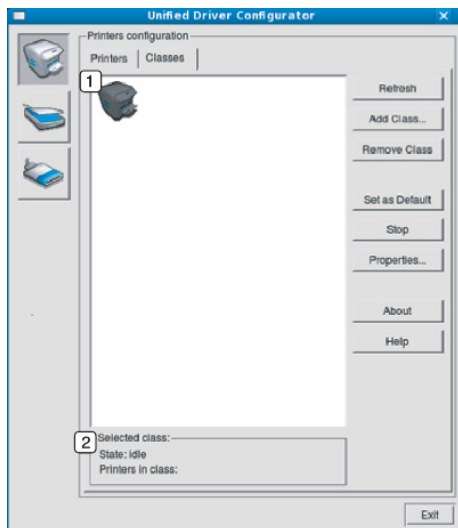 Unified Driver Configurator
Printers configuration
Printers Classes
1
Refresh
Add Class...
Remove Class
Set as Default
Stop
Properties...
About
Help
2
Selected class:
State: idle
Printers in class:
Exit